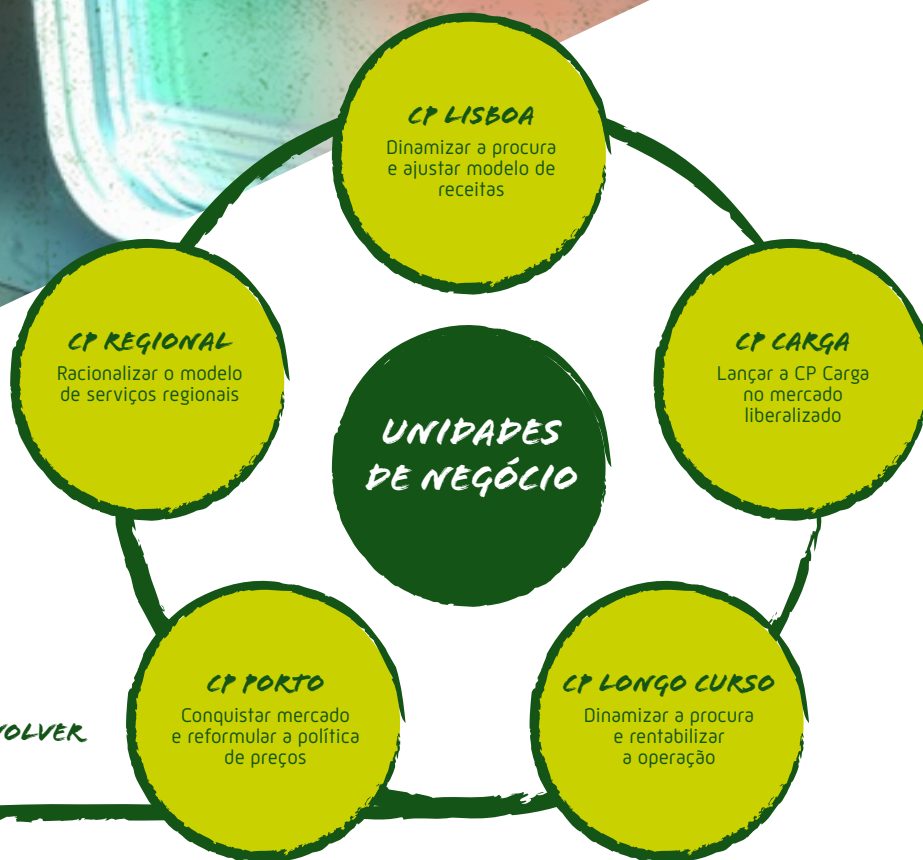 CP LISBOA
Dinamizar a procura
e ajustar modelo de
receitas
CP REGIONAL
Racionalizar o modelo
de serviços regionais
CP CARGA
Lançar a CP Carga
no mercado
liberalizado
UNIDADES
DE NEGÓCIO
CP PORTO
Conquistar mercado
e reformular a política
de preços
CP LONGO CURSO
Dinamizar a procura
e rentabilizar
a operação
VOLVER